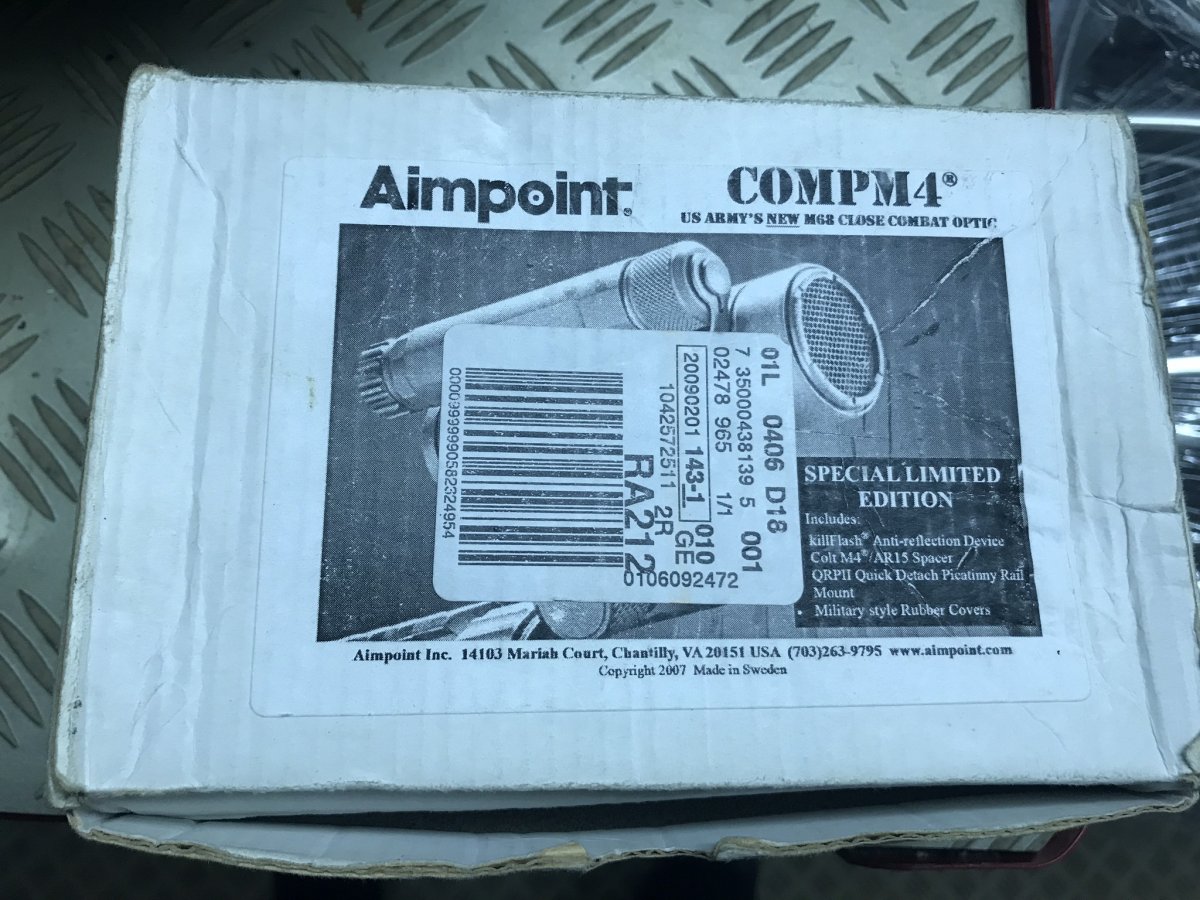 Aimpoint®
COMPM4®
US ARMY'S NEW M68 CLOSE COMBAT OPTIC
01L 0406 D18
7 35000438139 5 001
02478 965 1/1
20090201 143-1 010
1042572511 2R GE
RA212
0106092472
00009999990582324954
SPECIAL LIMITED
EDITION
Includes:
killFlash® Anti-reflection Device
Colt M4®/AR15 Spacer
QRPII Quick Detach Picatinny Rail
Mount
Military style Rubber Covers
Aimpoint Inc. 14103 Mariah Court, Chantilly, VA 20151 USA (703)263-9795 www.aimpoint.com
Copyright 2007 Made in Sweden